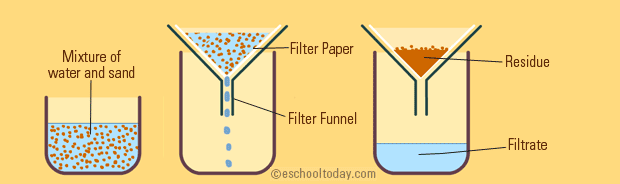 Mixture of
water and sand
Filter Paper
Filter Funnel
Residue
Filtrate
©eschooltoday.com